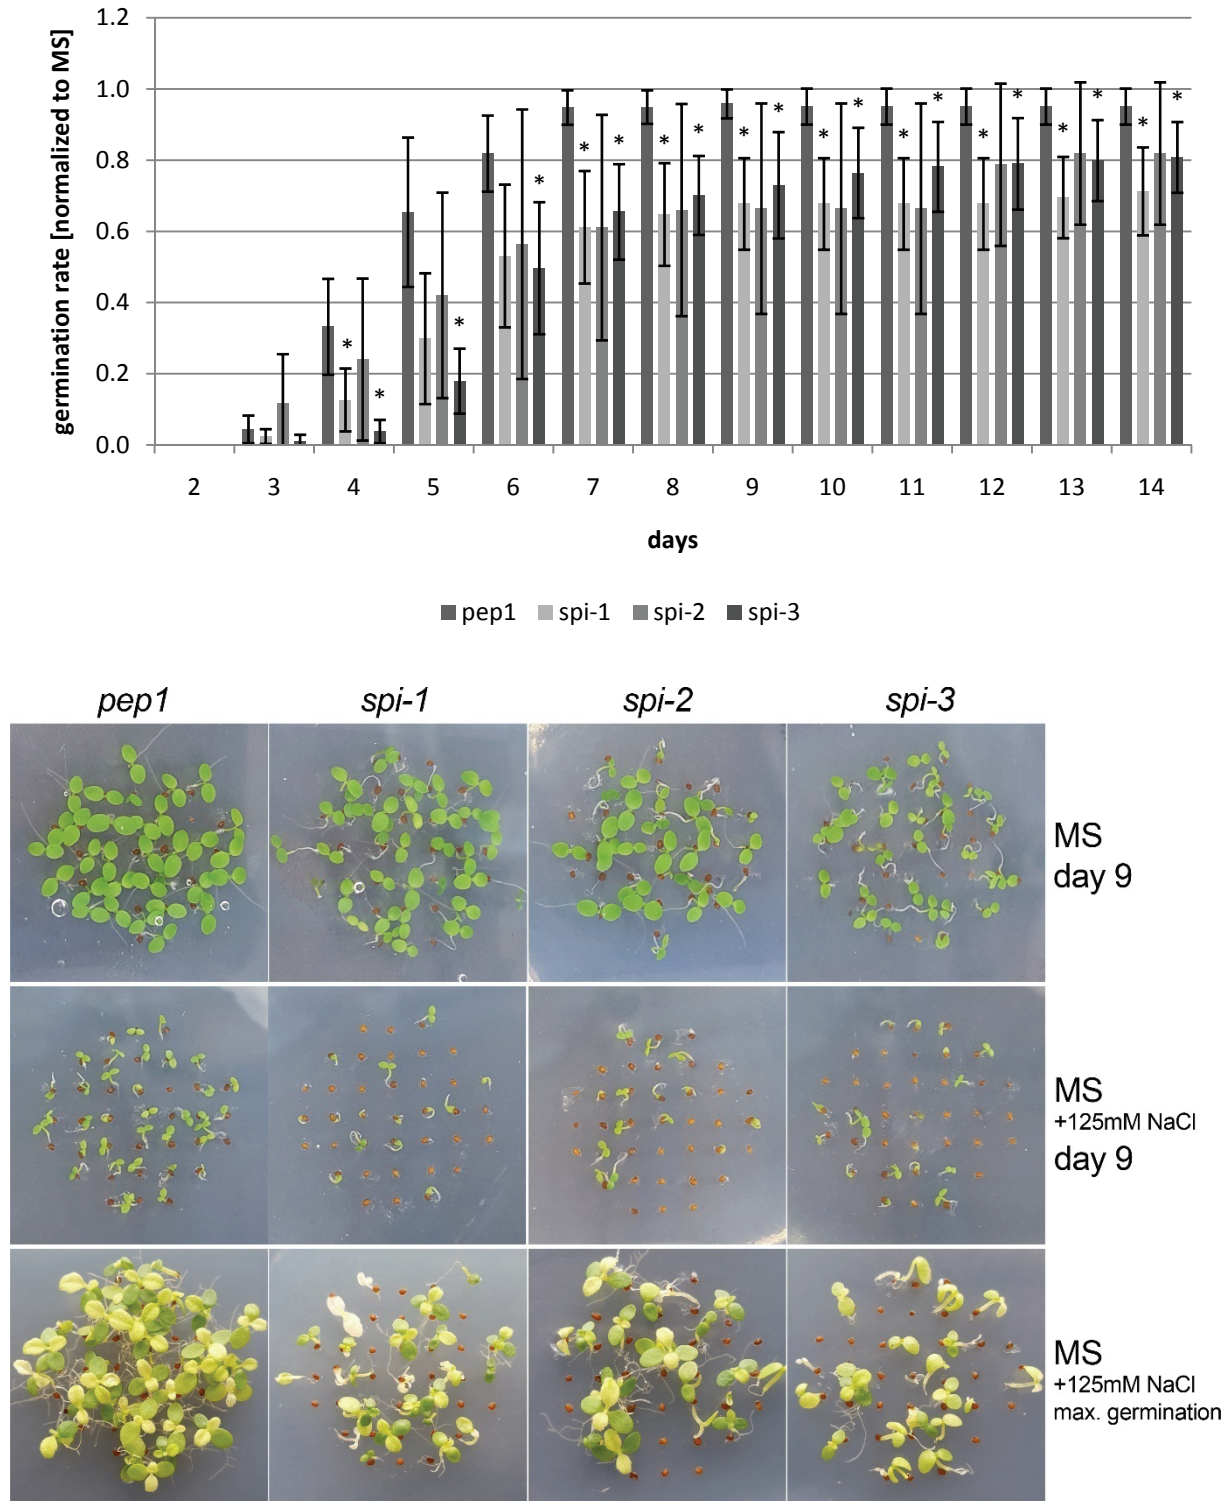 germination rate [normalized to MS]
1.2
1.0
0.8
0.6
0.4
0.2
0.0
* * * * * * * * * * * * * * * * * * * *
2 3 4 5 6 7 8 9 10 11 12 13 14
days
pep1 spi-1 spi-2 spi-3
pep1 spi-1 spi-2 spi-3
MS
day 9
MS
+125mM NaCl
day 9
MS
+125mM NaCl
max. germination